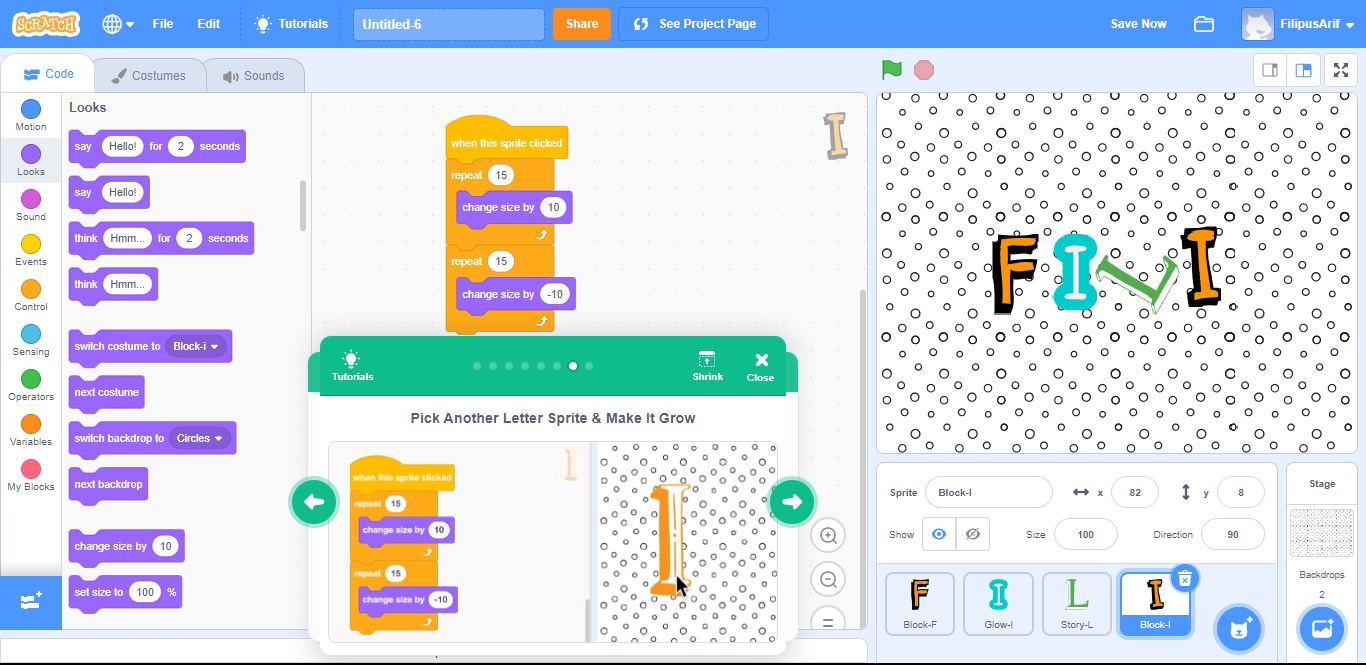 SCRATCH
File
Edit
Tutorials
Untitled-6
Share
See Project Page
Save Now
FilipusArif
Code
Costumes
Sounds
Motion
Looks
Sound
Events
Control
Sensing
Operators
Variables
My Blocks
Looks
say Hello! for 2 seconds
say Hello!
think Hmm... for 2 seconds
think Hmm...
switch costume to Block-i
next costume
switch backdrop to Circles
next backdrop
change size by 10
set size to 100 %
when this sprite clicked
repeat 15
change size by 10
repeat 15
change size by -10
I
Tutorials
Shrink
Close
Pick Another Letter Sprite & Make It Grow
when this sprite clicked
repeat 15
change size by 10
repeat 15
change size by -10
I
I
F I L I
Sprite Block-I x 82 y 8
Show Size 100 Direction 90
F
Block-F
I
Glow-I
L
Story-L
I
Block-I
Stage
Backdrops
2